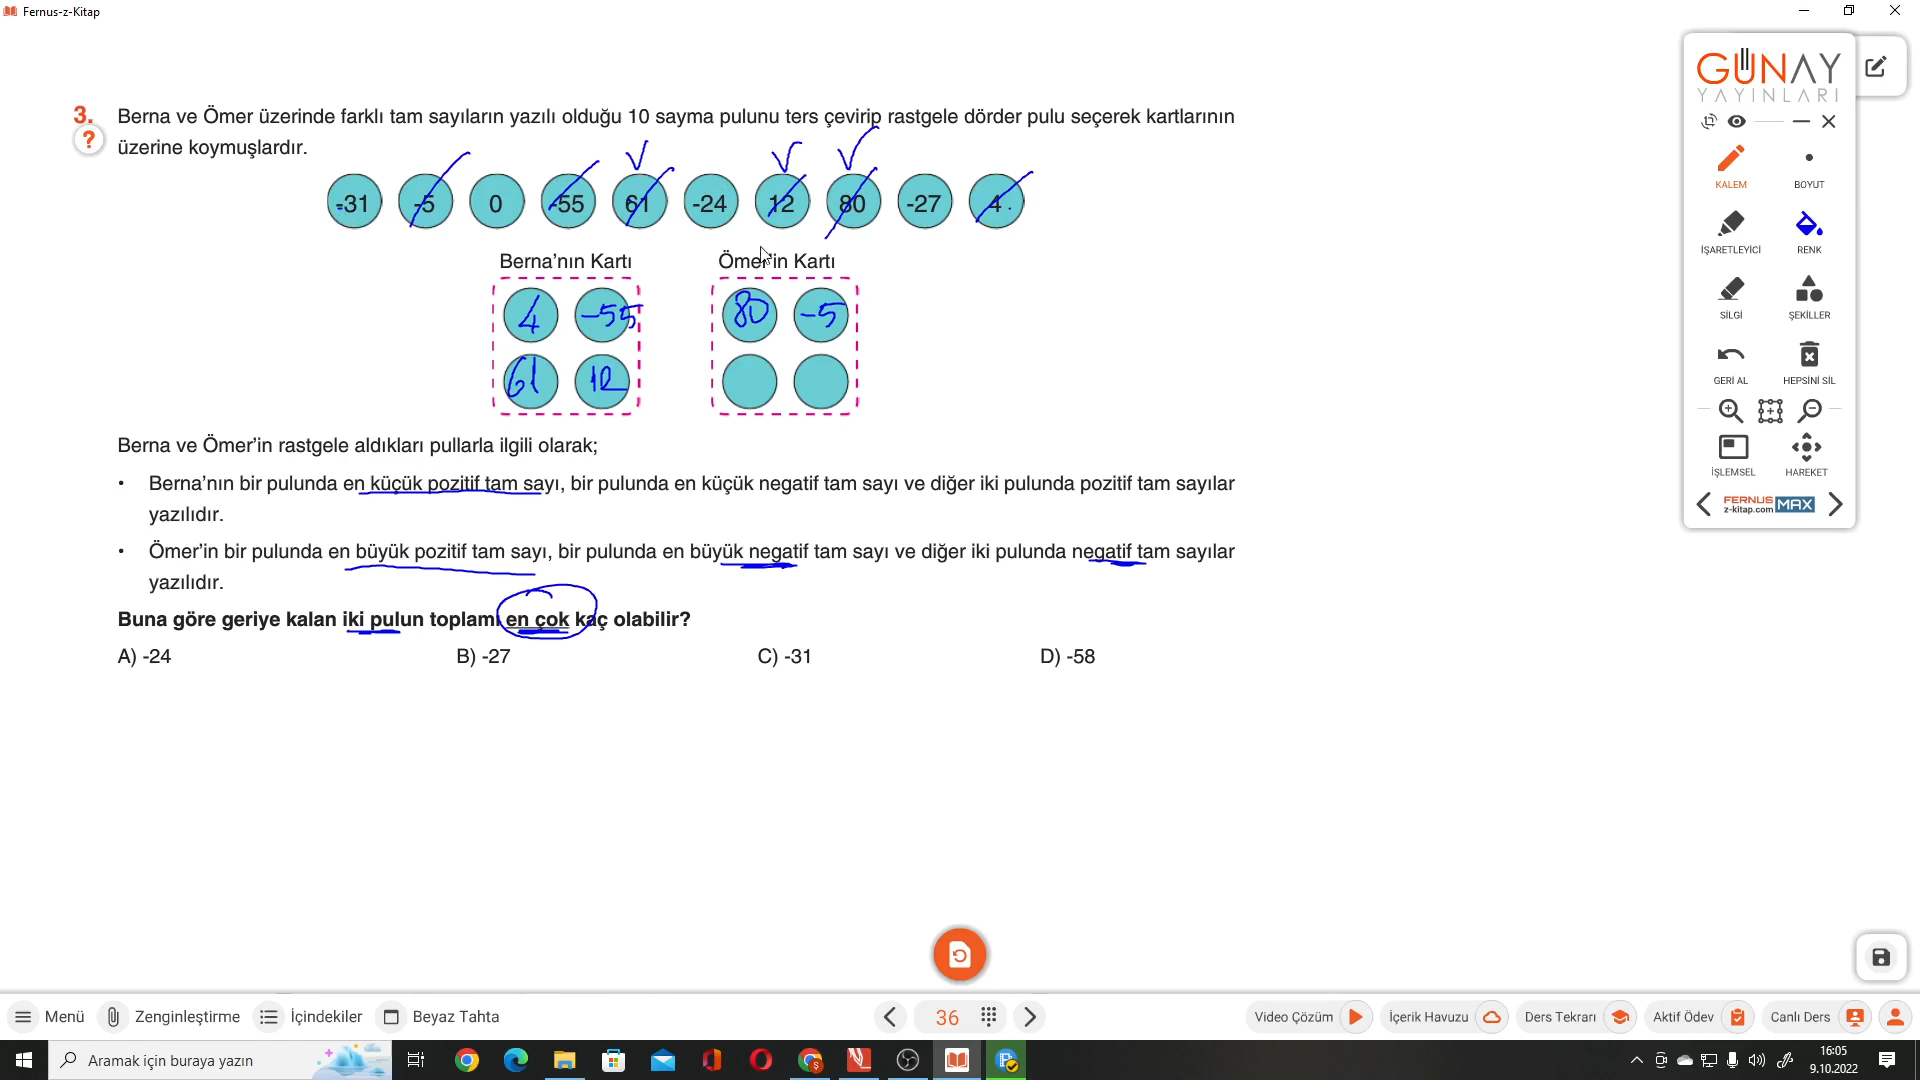 Fernus-z-Kitap
GÜNAY
YAYINLARI
3.
?
Berna ve Ömer üzerinde farklı tam sayıların yazılı olduğu 10 sayma pulunu ters çevirip rastgele dörder pulu seçerek kartlarının
üzerine koymuşlardır.
-31 -5 0 -55 61 -24 12 80 -27 4
Berna'nın Kartı Ömer'in Kartı
4 -55 80 -5
61 12
Berna ve Ömer'in rastgele aldıkları pullarla ilgili olarak;
• Berna'nın bir pulunda en küçük pozitif tam sayı, bir pulunda en küçük negatif tam sayı ve diğer iki pulunda pozitif tam sayılar
yazılıdır.
• Ömer'in bir pulunda en büyük pozitif tam sayı, bir pulunda en büyük negatif tam sayı ve diğer iki pulunda negatif tam sayılar
yazılıdır.
Buna göre geriye kalan iki pulun toplamı en çok kaç olabilir?
A) -24 B) -27 C) -31 D) -58
KALEM BOYUT
İŞARETLEYİCİ RENK
SİLGİ ŞEKİLLER
GERİ AL HEPSİNİ SİL
İŞLEMSEL HAREKET
FERNUS
z-kitap.com MAX
Menü Zenginleştirme İçindekiler Beyaz Tahta 36 Video Çözüm İçerik Havuzu Ders Tekrarı Aktif Ödev Canlı Ders
Aramak için buraya yazın
16:05
9.10.2022